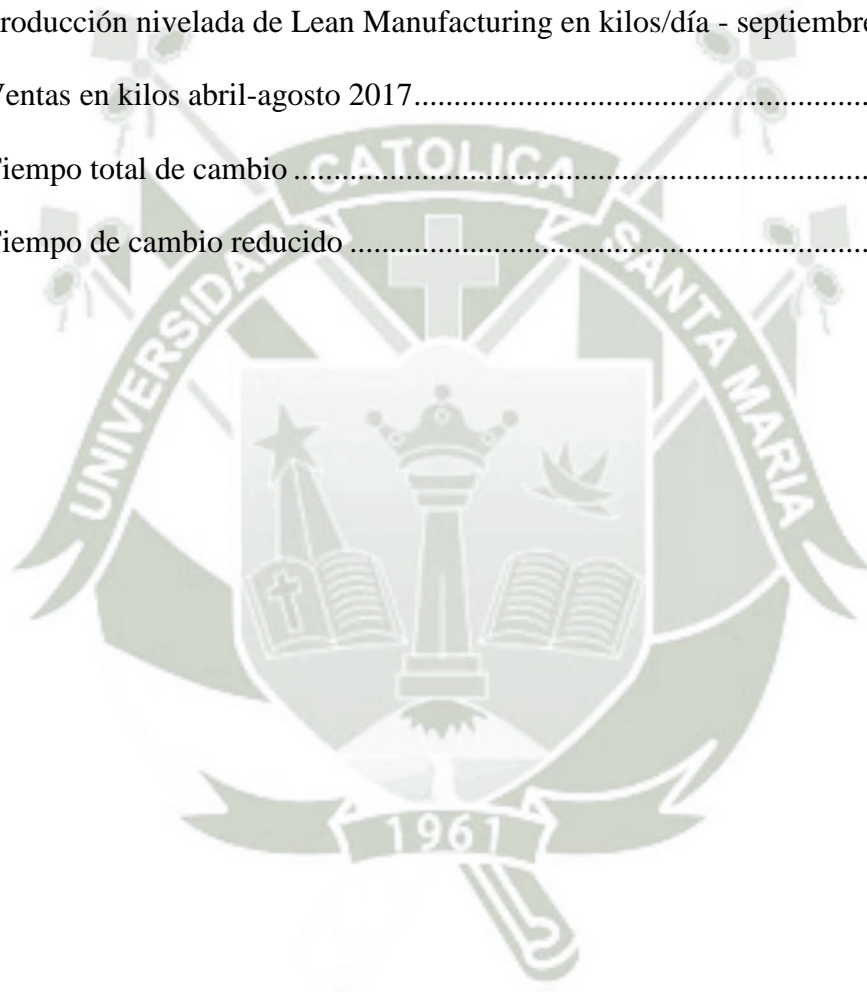 roducción nivelada de Lean Manufacturing en kilos/día - septiembre
Ventas en kilos abril-agosto 2017
Tiempo total de cambio
Tiempo de cambio reducido
UNIVERSIDAD CATOLICA SANTA MARIA
1961